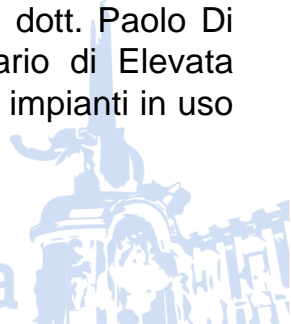 dott. Paolo Di
ario di Elevata
impianti in uso
a